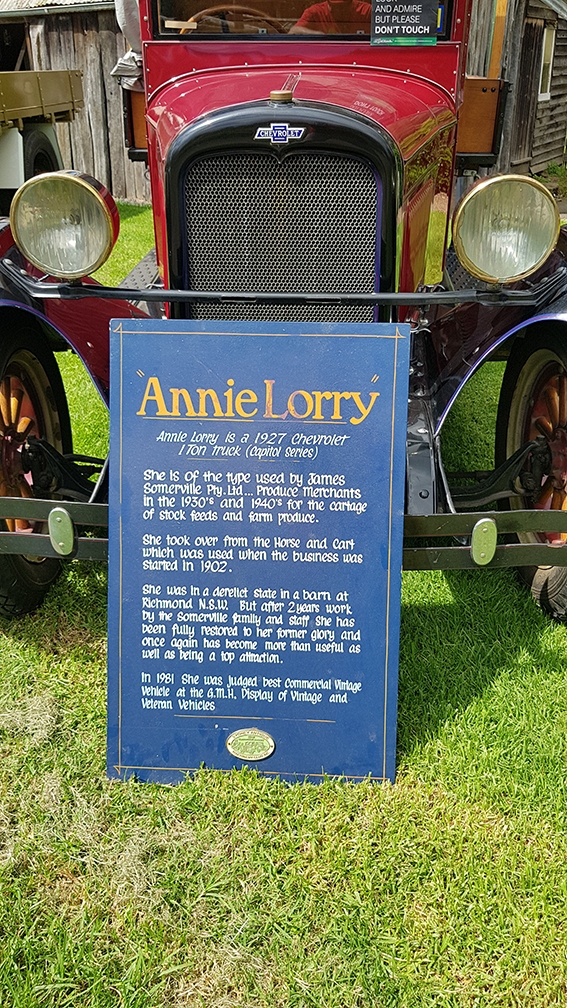 AND ADMIRE
BUT PLEASE
DON'T TOUCH
CHEVROLET
"Annie Lorry"
Annie Lorry is a 1927 Chevrolet
1 Ton truck (Capitol Series)
She is of the type used by James
Somerville Pty. Ltd... Produce Merchants
in the 1930's and 1940's for the cartage
of stock feeds and farm produce.
She took over from the Horse and Cart
which was used when the business was
started in 1902.
She was in a derelict state in a barn at
Richmond N.S.W. But after 2 years work
by the Somerville family and staff She has
been fully restored to her former glory and
once again has become more than useful as
well as being a top attraction.
In 1981 She was judged best Commercial Vintage
Vehicle at the G.M.H. Display of Vintage and
Veteran Vehicles